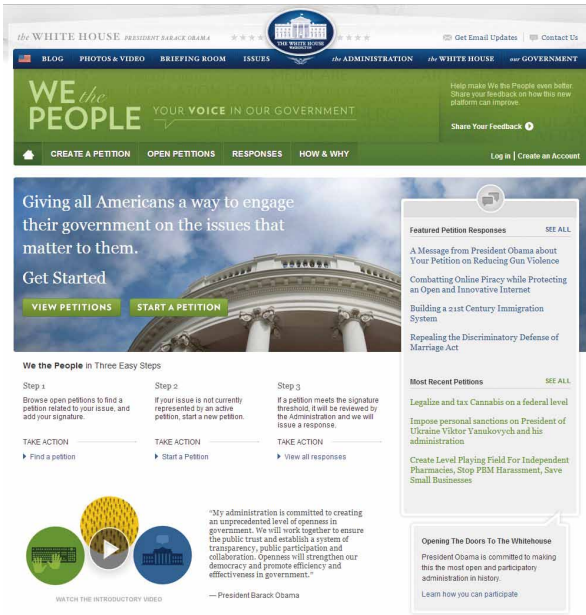 the WHITE HOUSE PRESIDENT BARACK OBAMA
THE WHITE HOUSE
WASHINGTON
Get Email Updates
Contact Us
BLOG PHOTOS & VIDEO BRIEFING ROOM ISSUES the ADMINISTRATION the WHITE HOUSE our GOVERNMENT
WE the
PEOPLE
YOUR VOICE IN OUR GOVERNMENT
Help make We the People even better.
Share your feedback on how this new
platform can improve.
Share Your Feedback
CREATE A PETITION OPEN PETITIONS RESPONSES HOW & WHY
Log in | Create an Account
Giving all Americans a way to engage
their government on the issues that
matter to them.
Get Started
VIEW PETITIONS START A PETITION
Featured Petition Responses SEE ALL
A Message from President Obama about
Your Petition on Reducing Gun Violence
Combatting Online Piracy while Protecting
an Open and Innovative Internet
Building a 21st Century Immigration
System
Repealing the Discriminatory Defense of
Marriage Act
Most Recent Petitions SEE ALL
Legalize and tax Cannabis on a federal level
Impose personal sanctions on President of
Ukraine Viktor Yanukovych and his
administration
Create Level Playing Field For Independent
Pharmacies, Stop PBM Harassment, Save
Small Businesses
We the People in Three Easy Steps
Step 1
Browse open petitions to find a
petition related to your issue, and
add your signature.
TAKE ACTION
Find a petition
Step 2
If your issue is not currently
represented by an active
petition, start a new petition.
TAKE ACTION
Start a Petition
Step 3
If a petition meets the signature
threshold, it will be reviewed by
the Administration and we will
issue a response.
TAKE ACTION
View all responses
WATCH THE INTRODUCTORY VIDEO
"My administration is committed to creating
an unprecedented level of openness in
government. We will work together to ensure
the public trust and establish a system of
transparency, public participation and
collaboration. Openness will strengthen our
democracy and promote efficiency and
effectiveness in government."
— President Barack Obama
Opening The Doors To The Whitehouse
President Obama is committed to making
this the most open and participatory
administration in history.
Learn how you can participate